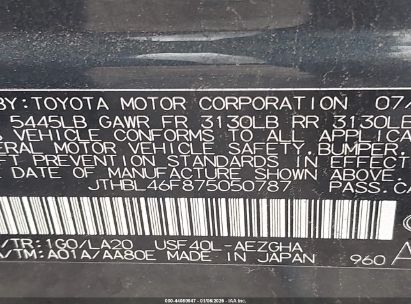 BY: TOYOTA MOTOR CORPORATION 07/
5445LB GAWR FR 3130LB RR 3130LB
VEHICLE CONFORMS TO ALL APPLICA
ERAL MOTOR VEHICLE SAFETY, BUMPER,
FT PREVENTION STANDARDS IN EFFECT
E DATE OF MANUFACTURE SHOWN ABOVE.
JTHBL46F875050787 PASS.CA
/TR:1G0/LA20 USF40L-AEZGHA
A/TM:A01A/AA80E MADE IN JAPAN 960